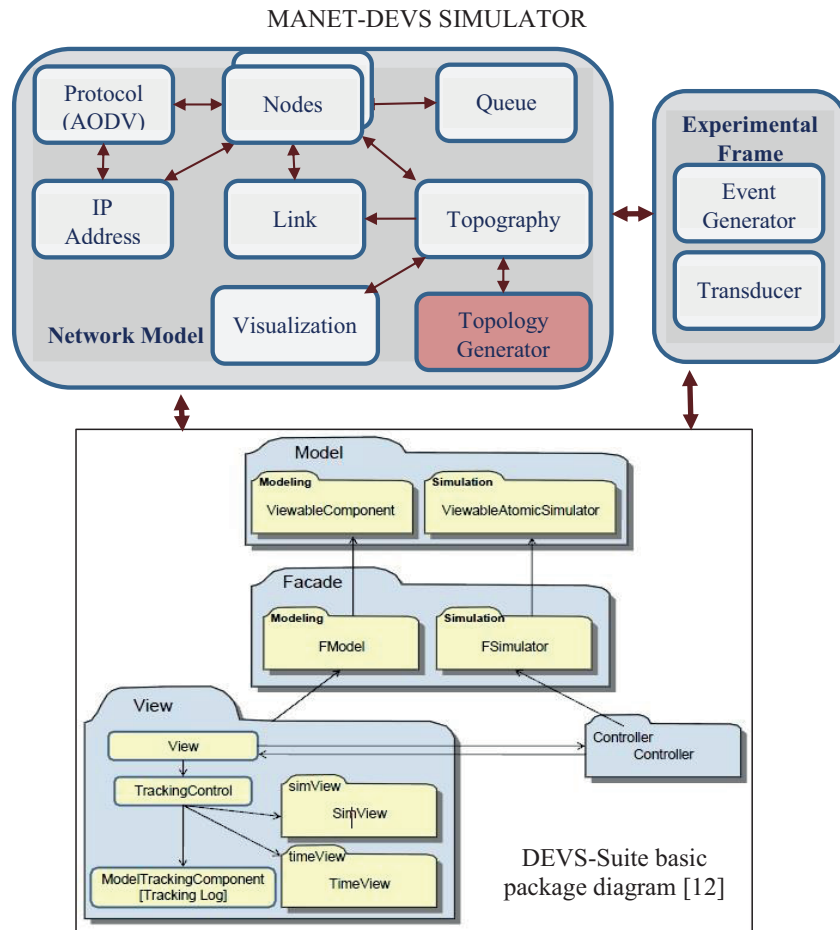 MANET-DEVS SIMULATOR
Protocol
(AODV)
Nodes
Queue
IP
Address
Link
Topography
Network Model
Visualization
Topology
Generator
Experimental
Frame
Event
Generator
Transducer
Model
Modeling
ViewableComponent
Simulation
ViewableAtomicSimulator
Facade
Modeling
FModel
Simulation
FSimulator
View
View
TrackingControl
ModelTrackingComponent
[Tracking Log]
simView
SimView
timeView
TimeView
Controller
Controller
DEVS-Suite basic
package diagram [12]